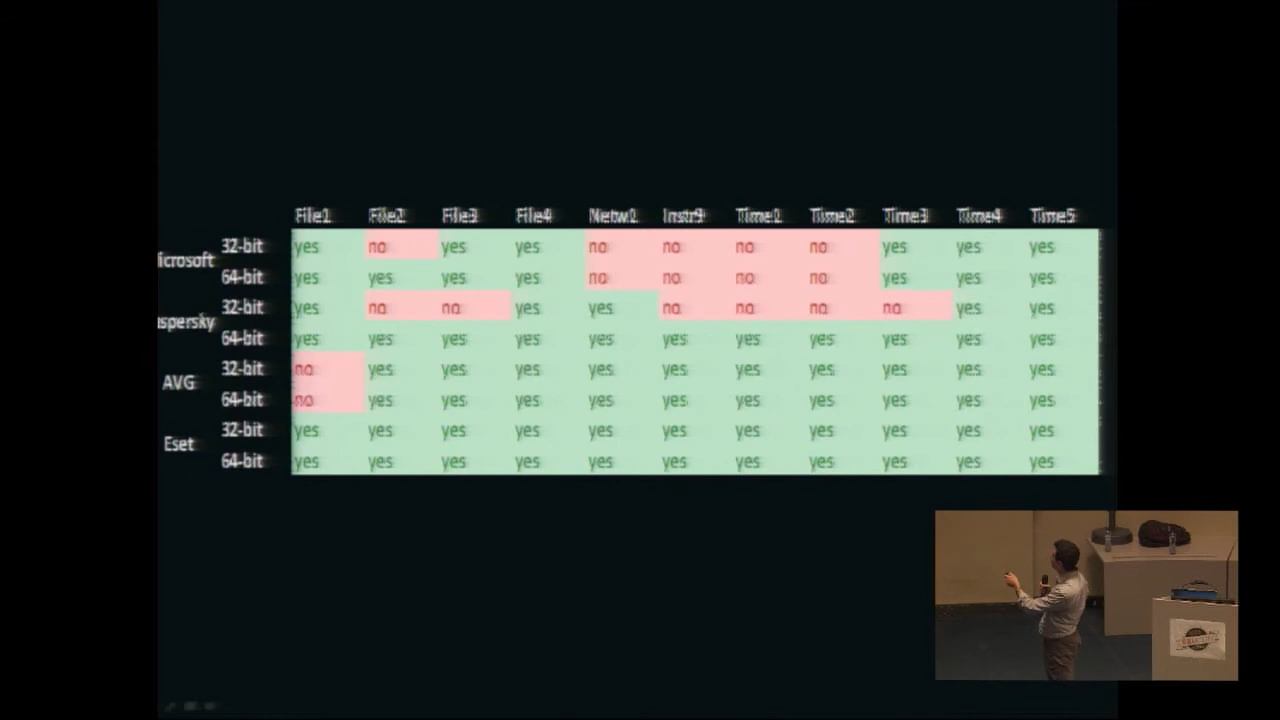 File1 File2 File3 File4 Netw1 Instr9 Time1 Time2 Time3 Time4 Time5
icrosoft
32-bit yes no yes yes no no no no yes yes yes
64-bit yes yes yes yes no no no no yes yes yes
spersky
32-bit yes no no yes yes no no no no yes yes
64-bit yes yes yes yes yes yes yes yes yes yes yes
AVG
32-bit no yes yes yes yes yes yes yes yes yes yes
64-bit no yes yes yes yes yes yes yes yes yes yes
Eset
32-bit yes yes yes yes yes yes yes yes yes yes yes
64-bit yes yes yes yes yes yes yes yes yes yes yes